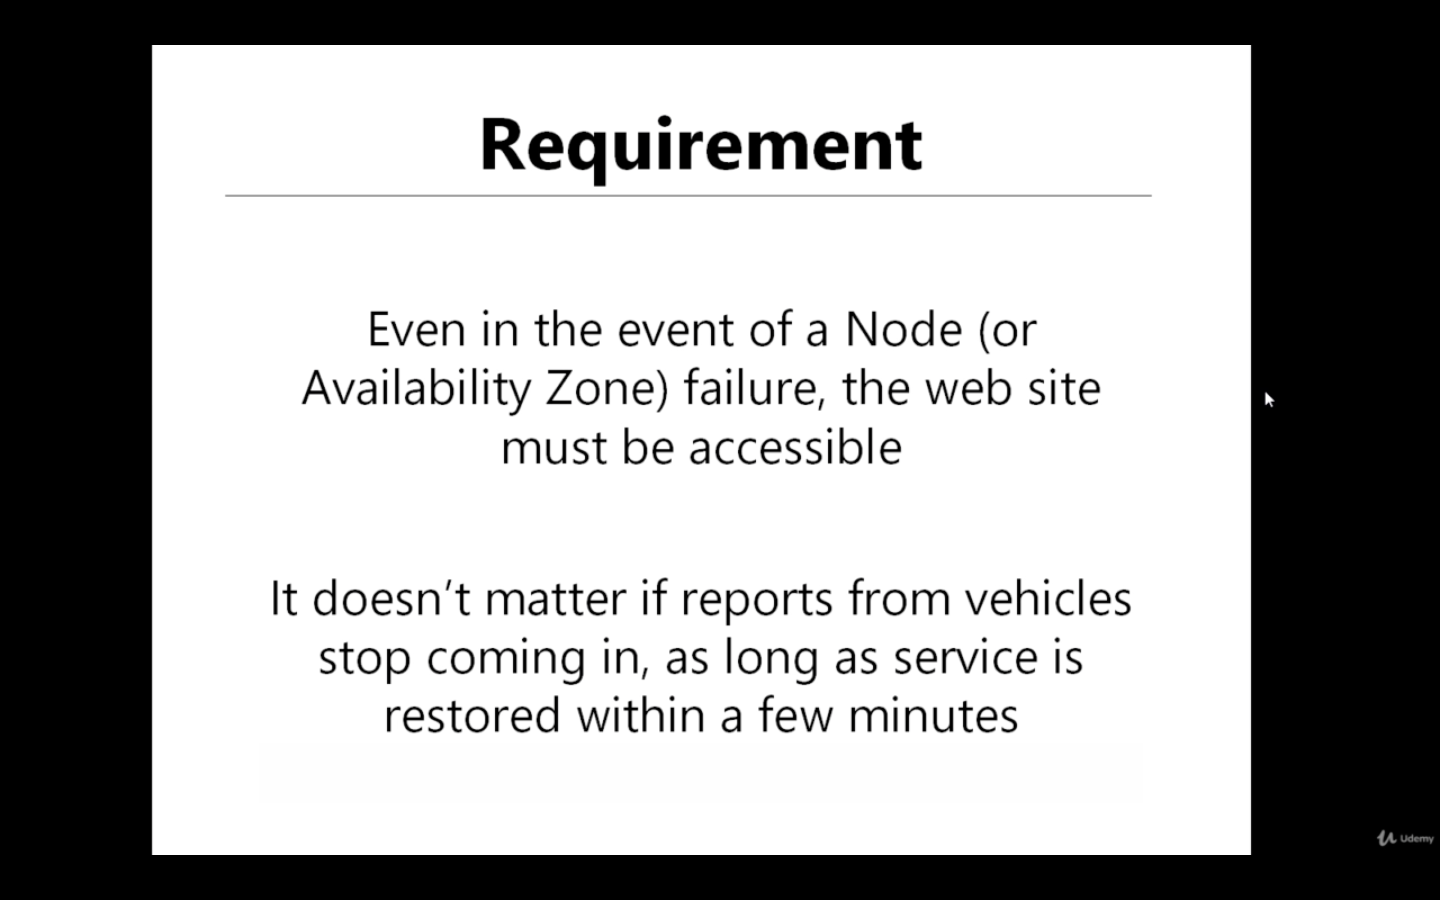 Requirement
Even in the event of a Node (or
Availability Zone) failure, the web site
must be accessible
It doesn’t matter if reports from vehicles
stop coming in, as long as service is
restored within a few minutes
Udemy